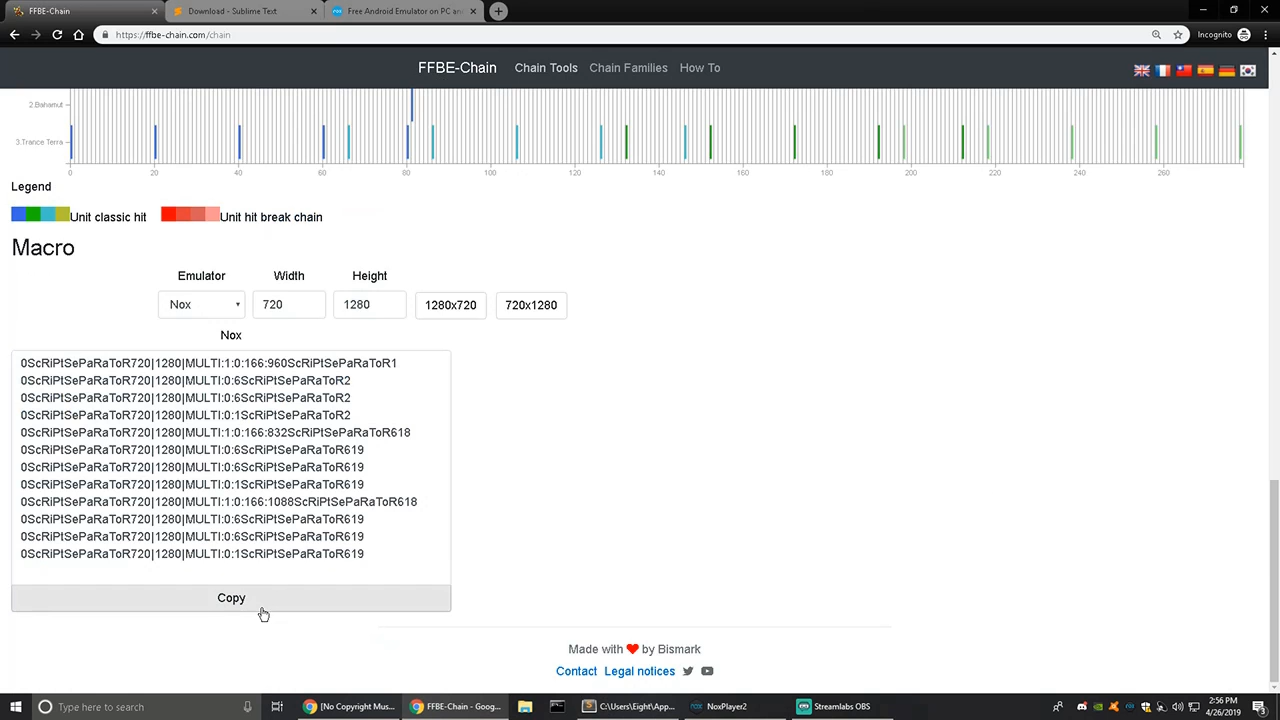 FFBE-Chain
Download - Sublime Text
Free Android Emulator on PC an
https://ffbe-chain.com/chain
Incognito
FFBE-Chain
Chain Tools
Chain Families
How To
2.Bahamut
3.Trance Terra
0 20 40 60 80 100 120 140 160 180 200 220 240 260
Legend
Unit classic hit
Unit hit break chain
Macro
Emulator Width Height
Nox 720 1280 1280x720 720x1280
Nox
0ScRiPtSePaRaToR720|1280|MULTI:1:0:166:960ScRiPtSePaRaToR1
0ScRiPtSePaRaToR720|1280|MULTI:0:6ScRiPtSePaRaToR2
0ScRiPtSePaRaToR720|1280|MULTI:0:6ScRiPtSePaRaToR2
0ScRiPtSePaRaToR720|1280|MULTI:0:1ScRiPtSePaRaToR2
0ScRiPtSePaRaToR720|1280|MULTI:1:0:166:832ScRiPtSePaRaToR618
0ScRiPtSePaRaToR720|1280|MULTI:0:6ScRiPtSePaRaToR619
0ScRiPtSePaRaToR720|1280|MULTI:0:6ScRiPtSePaRaToR619
0ScRiPtSePaRaToR720|1280|MULTI:0:1ScRiPtSePaRaToR619
0ScRiPtSePaRaToR720|1280|MULTI:1:0:166:1088ScRiPtSePaRaToR618
0ScRiPtSePaRaToR720|1280|MULTI:0:6ScRiPtSePaRaToR619
0ScRiPtSePaRaToR720|1280|MULTI:0:6ScRiPtSePaRaToR619
0ScRiPtSePaRaToR720|1280|MULTI:0:1ScRiPtSePaRaToR619
Copy
Made with ❤ by Bismark
Contact Legal notices
Type here to search
[No Copyright Mus...
FFBE-Chain - Goog...
C:\Users\Eight\App...
NoxPlayer2
Streamlabs OBS
2:56 PM
4/26/2019